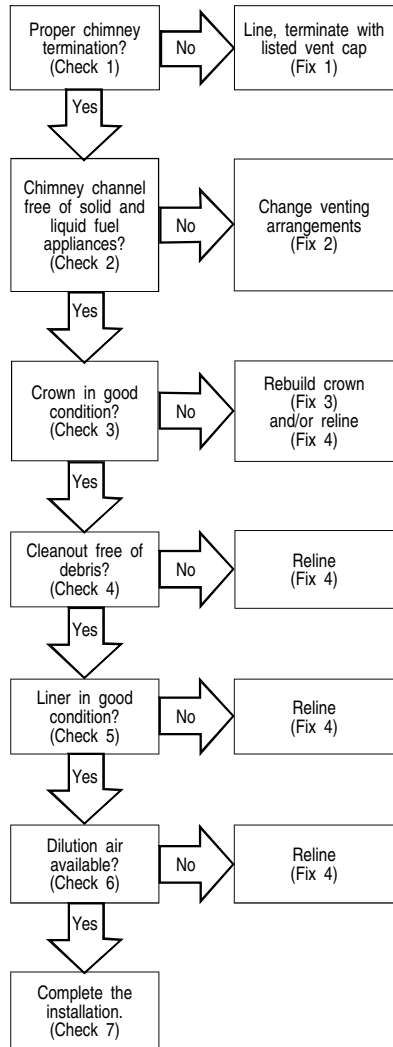 Proper chimney
termination?
(Check 1)
No
Line, terminate with
listed vent cap
(Fix 1)
Yes
Chimney channel
free of solid and
liquid fuel
appliances?
(Check 2)
No
Change venting
arrangements
(Fix 2)
Yes
Crown in good
condition?
(Check 3)
No
Rebuild crown
(Fix 3)
and/or reline
(Fix 4)
Yes
Cleanout free of
debris?
(Check 4)
No
Reline
(Fix 4)
Yes
Liner in good
condition?
(Check 5)
No
Reline
(Fix 4)
Yes
Dilution air
available?
(Check 6)
No
Reline
(Fix 4)
Yes
Complete the
installation.
(Check 7)